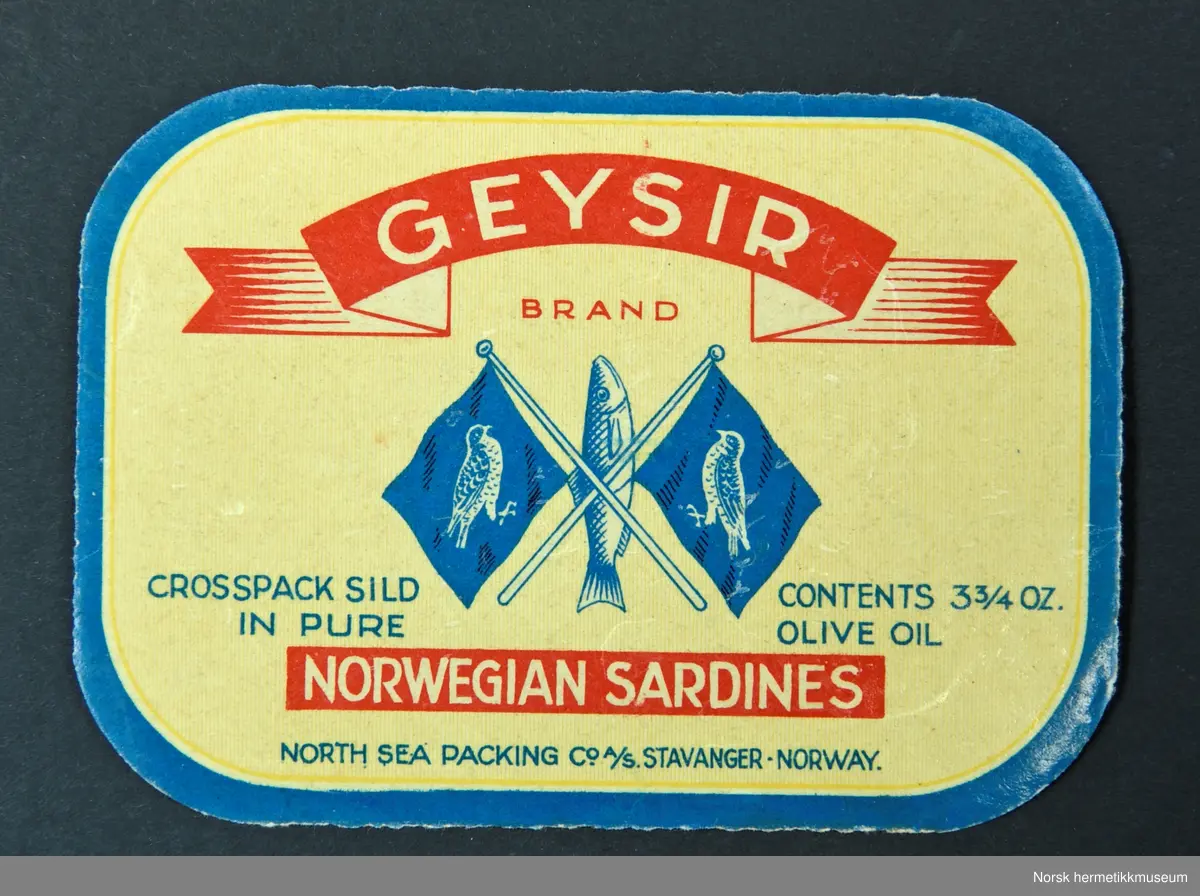 GEYSIR
BRAND
CROSSPACK SILD
IN PURE
CONTENTS 3¾ OZ.
OLIVE OIL
NORWEGIAN SARDINES
NORTH SEA PACKING Co A/S. STAVANGER · NORWAY.
Norsk hermetikkmuseum